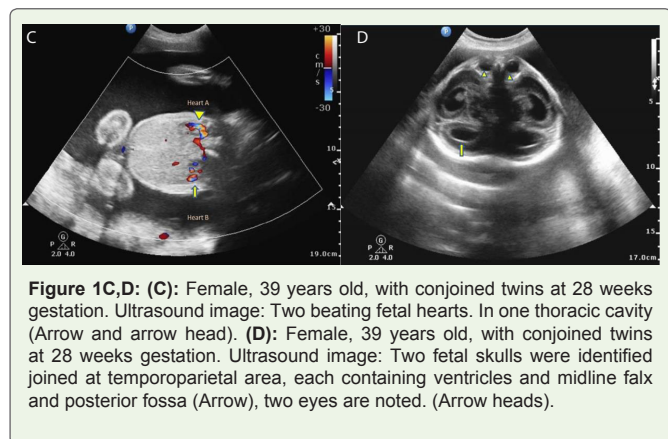 C
P
+30
c
m
/
s
-30
Heart A
10
15
Heart B
G
P R
2.0 4.0
19.0cm
D
P
5
10
15
G
P R
2.0 4.0
17.0cm
Figure 1C,D: (C): Female, 39 years old, with conjoined twins at 28 weeks
gestation. Ultrasound image: Two beating fetal hearts. In one thoracic cavity
(Arrow and arrow head). (D): Female, 39 years old, with conjoined twins
at 28 weeks gestation. Ultrasound image: Two fetal skulls were identified
joined at temporoparietal area, each containing ventricles and midline falx
and posterior fossa (Arrow), two eyes are noted. (Arrow heads).